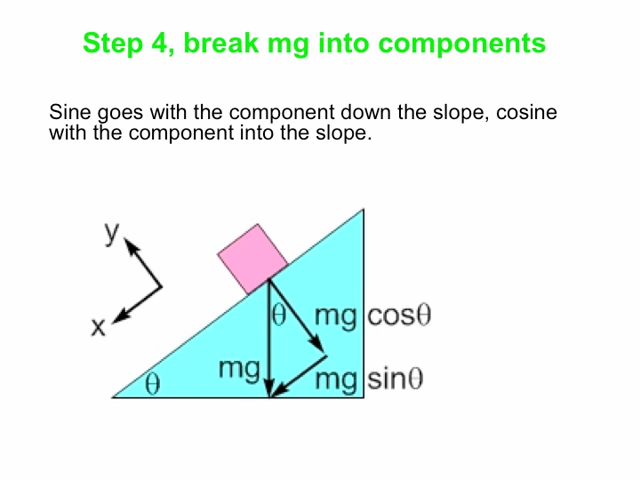 Step 4, break mg into components
Sine goes with the component down the slope, cosine
with the component into the slope.
y
x
θ
mg cosθ
mg
mg sinθ
θ